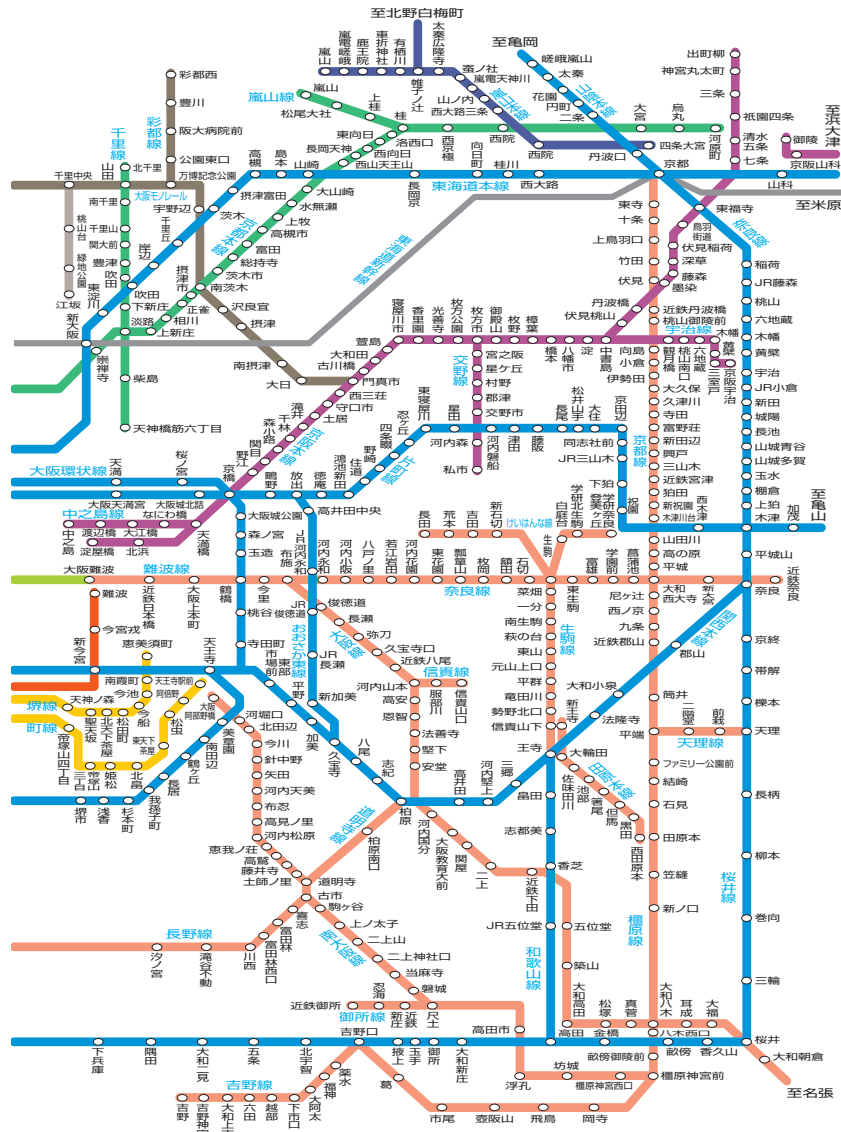 至北野白梅町
太秦広隆寺
有栖川
車折神社
鹿王院
嵐電嵯峨
嵐山
帷子ノ辻
蚕ノ社
嵐電天神川
山ノ内
西大路三条
西院
四条大宮
至亀岡
嵯峨嵐山
太秦
花園
円町
二条
丹波口
京都
出町柳
神宮丸太町
三条
祇園四条
清水五条
七条
至浜大津
御陵
京阪山科
山科
至米原
嵐山線
嵐山
松尾大社
上桂
桂
洛西口
東向日
西向日
長岡天神
西山天王山
大山崎
水無瀬
上牧
高槻市
富田
総持寺
茨木市
南茨木
西京極
西院
大宮
烏丸
河原町
彩都線
彩都西
豊川
阪大病院前
公園東口
万博記念公園
大阪モノレール
宇野辺
千里中央
桃山台
緑地公園
江坂
千里線
山田
北千里
南千里
千里山
関大前
豊津
吹田
下新庄
淡路
柴島
天神橋筋六丁目
高槻
島本
山崎
長岡京
向日町
桂川
西大路
東海道本線
摂津富田
茨木
千里丘
岸辺
吹田
東淀川
新大阪
京都本線
東海道新幹線
摂津市
正雀
相川
上新庄
崇禅寺
沢良宜
摂津
南摂津
大日
門真市
東寺
十条
上鳥羽口
竹田
伏見
近鉄丹波橋
桃山御陵前
向島
小倉
伊勢田
大久保
久津川
寺田
富野荘
新田辺
興戸
三山木
近鉄宮津
狛田
新祝園
木津川台
山田川
高の原
平城
東福寺
鳥羽街道
伏見稲荷
深草
藤森
墨染
丹波橋
伏見桃山
中書島
宇治線
観月橋
桃山南口
六地蔵
木幡
黄檗
三室戸
京阪宇治
奈良線
稲荷
JR藤森
桃山
六地蔵
木幡
黄檗
宇治
JR小倉
新田
城陽
長池
山城青谷
山城多賀
玉水
棚倉
上狛
木津
加茂
至亀山
平城山
奈良
淀
八幡市
橋本
樟葉
牧野
御殿山
枚方市
枚方公園
光善寺
香里園
寝屋川市
萱島
大和田
古川橋
西三荘
守口市
土居
滝井
千林
森小路
関目
野江
京橋
京阪本線
交野線
宮之阪
星ケ丘
村野
郡津
交野市
河内森
私市
片町線
鴫野
放出
徳庵
鴻池新田
住道
野崎
四条畷
忍ケ丘
東寝屋川
星田
河内磐船
津田
藤阪
長尾
松井山手
大住
京田辺
同志社前
JR三山木
下狛
祝園
西木津
京都線
大阪環状線
天満
桜ノ宮
大阪天満宮
大阪城北詰
中之島線
中之島
渡辺橋
大江橋
なにわ橋
淀屋橋
北浜
天満橋
大阪城公園
森ノ宮
玉造
鶴橋
桃谷
寺田町
天王寺
高井田中央
JR河内永和
JR俊徳道
JR長瀬
新加美
おおさか東線
けいはんな線
長田
荒本
吉田
新石切
生駒
白庭台
学研北生駒
登美ヶ丘
学研奈良
難波線
大阪難波
近鉄日本橋
大阪上本町
今里
布施
河内永和
河内小阪
八戸ノ里
若江岩田
河内花園
東花園
瓢箪山
枚岡
額田
石切
東生駒
富雄
学園前
菖蒲池
大和西大寺
新大宮
近鉄奈良
奈良線
大阪線
俊徳道
長瀬
弥刀
久宝寺口
近鉄八尾
河内山本
高安
恩智
法善寺
堅下
安堂
信貴線
服部川
信貴山口
生駒線
菜畑
一分
南生駒
萩の台
東山
元山上口
平群
竜田川
勢野北口
信貴山下
王寺
新王寺
尼ヶ辻
西ノ京
九条
近鉄郡山
筒井
平端
ファミリー公園前
結崎
石見
田原本
笠縫
新ノ口
橿原線
天理線
二階堂
前栽
天理
関西本線
郡山
大和小泉
法隆寺
三郷
河内堅上
高井田
柏原
志紀
八尾
久宝寺
加美
平野
東部市場前
京終
帯解
櫟本
長柄
柳本
巻向
三輪
桜井線
桜井
難波
今宮戎
新今宮
堺線
町線
恵美須町
南霞町
今池
今船
松田町
北天下茶屋
聖天坂
天神ノ森
天王寺駅前
阿倍野
松虫
東天下茶屋
北畠
姫松
帝塚山三丁目
帝塚山四丁目
大阪阿部野橋
美章園
南田辺
鶴ヶ丘
長居
我孫子町
杉本町
浅香
堺市
河堀口
北田辺
今川
針中野
矢田
河内天美
布忍
高見ノ里
河内松原
恵我ノ荘
高鷲
藤井寺
土師ノ里
道明寺
古市
道明寺線
柏原南口
駒ヶ谷
上ノ太子
二上山
二上神社口
当麻寺
磐城
尺土
南大阪線
長野線
喜志
富田林
富田林西口
川西
滝谷不動
汐ノ宮
河内国分
大阪教育大前
関屋
二上
近鉄下田
五位堂
築山
大和高田
松塚
真菅
大和八木
耳成
大福
大和朝倉
至名張
田原本線
大輪田
佐味田川
池部
箸尾
但馬
黒田
西田原本
和歌山線
畠田
志都美
香芝
JR五位堂
高田
金橋
畝傍
香久山
八木西口
畝傍御陵前
橿原神宮前
橿原神宮西口
坊城
浮孔
高田市
御所線
近鉄御所
忍海
近鉄新庄
大和新庄
御所
玉手
掖上
吉野口
北宇智
五条
大和二見
隅田
下兵庫
吉野線
吉野
吉野神宮
大和上市
六田
越部
下市口
大阿太
福神
薬水
葛
市尾
壺阪山
飛鳥
岡寺